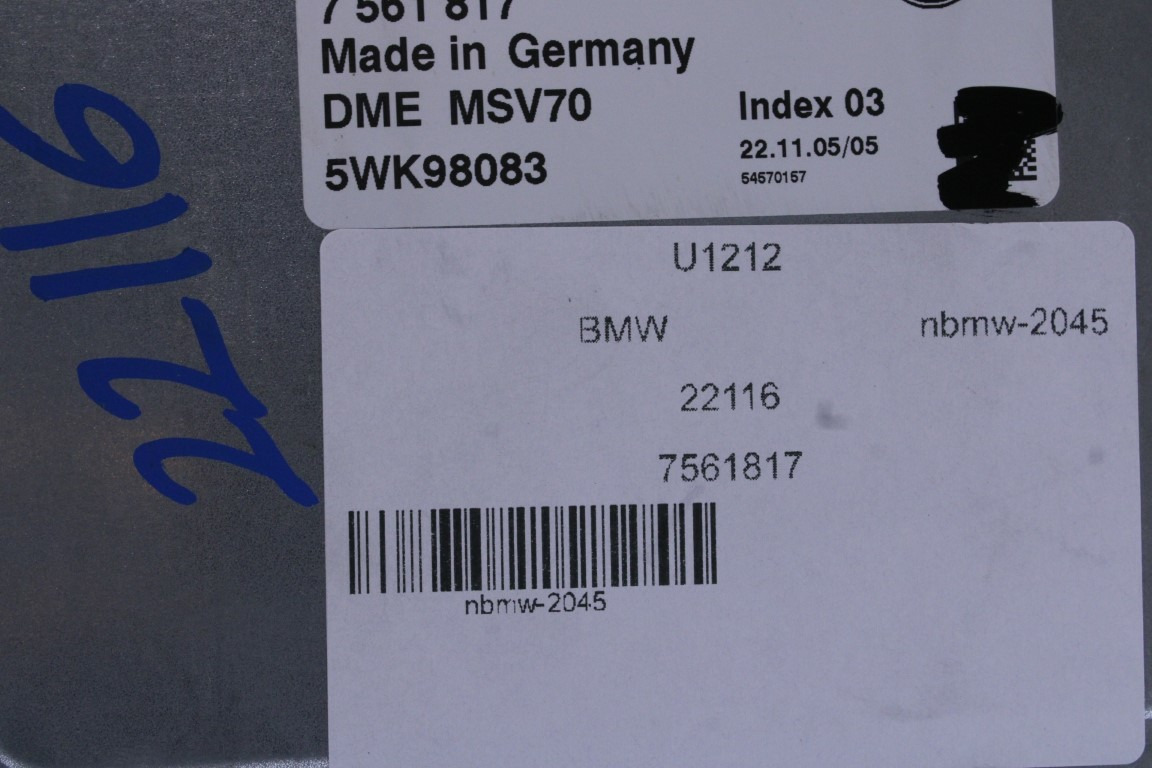 7 561 817
Made in Germany
DME MSV70
Index 03
5WK98083
22.11.05/05
54570157
22116
U1212
BMW
nbmw-2045
22116
7561817
nbmw-2045